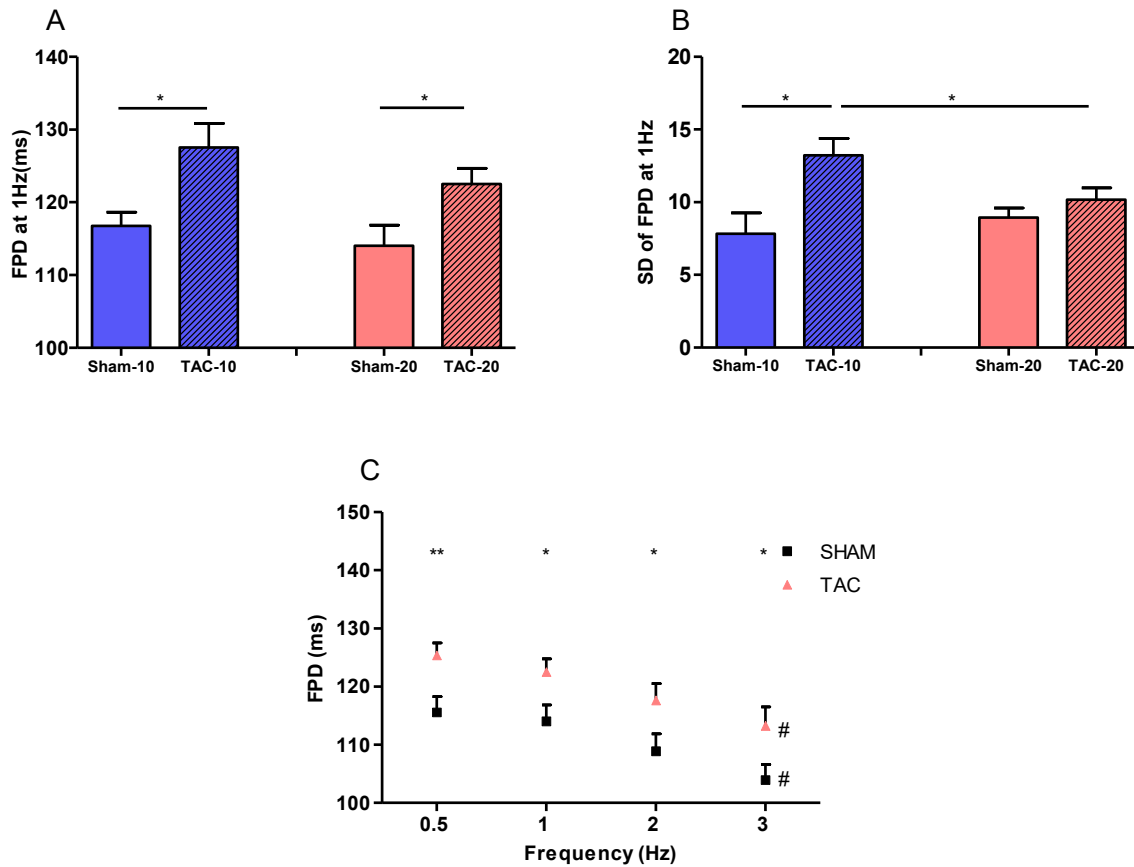 A
FPD at 1Hz(ms)
140
130
120
110
100
*
*
Sham-10
TAC-10
Sham-20
TAC-20
B
SD of FPD at 1Hz
20
15
10
5
0
*
*
Sham-10
TAC-10
Sham-20
TAC-20
C
FPD (ms)
150
140
130
120
110
100
**
*
*
*
SHAM
TAC
#
#
0.5
1
2
3
Frequency (Hz)